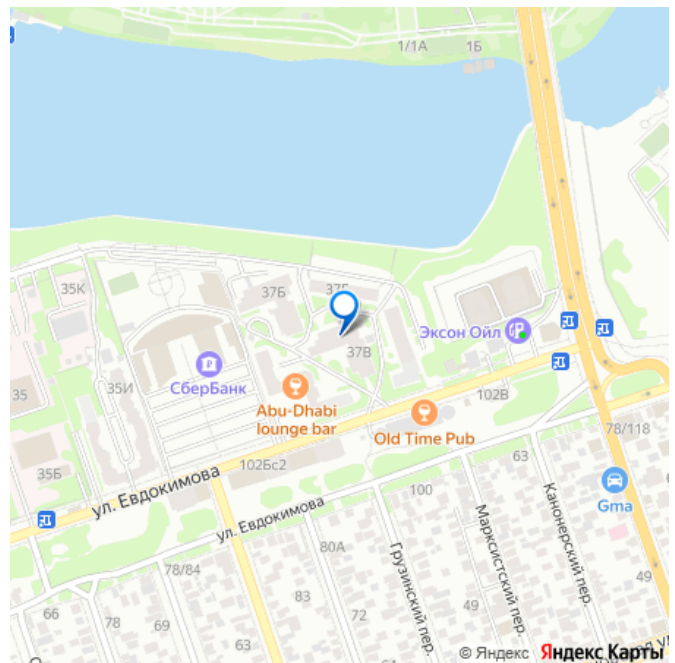 1/1А
1Б
35К
37Б
37Г
Эксон Ойл
37В
35
35И
СберБанк
Abu-Dhabi
lounge bar
Old Time Pub
102В
78/118
35Б
102Бс2
ул. Евдокимова
63
Gma
100
ул. Евдокимова
80А
Грузинский пер.
Марксистский пер.
Канонерский пер.
78/84
83
49
49
66
78
69
72
64
© Яндекс Яндекс Карты